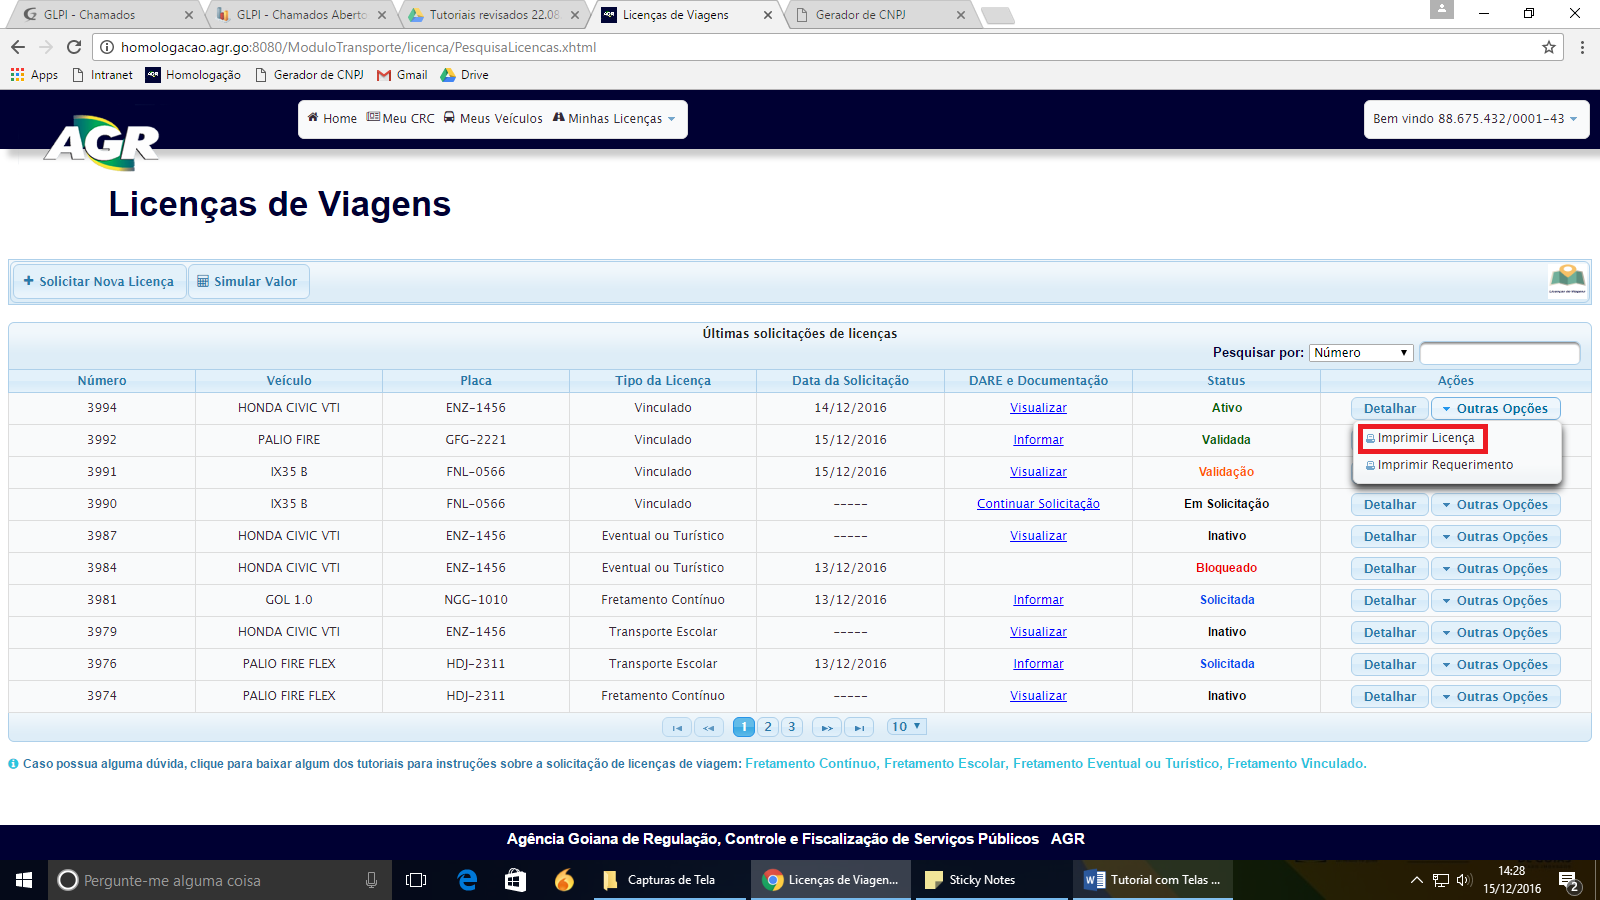 GLPI - Chamados
GLPI - Chamados Aberto
Tutoriais revisados 22.08
Licenças de Viagens
Gerador de CNPJ
homologacao.agr.go:8080/ModuloTransporte/licenca/PesquisaLicencas.xhtml
Apps Intranet Homologação Gerador de CNPJ Gmail Drive
AGR
Home Meu CRC Meus Veículos Minhas Licenças
Bem vindo 88.675.432/0001-43
Licenças de Viagens
+ Solicitar Nova Licença Simular Valor
Últimas solicitações de licenças
Pesquisar por: Número
Número Veículo Placa Tipo da Licença Data da Solicitação DARE e Documentação Status Ações
3994 HONDA CIVIC VTI ENZ-1456 Vinculado 14/12/2016 Visualizar Ativo Detalhar Outras Opções
3992 PALIO FIRE GFG-2221 Vinculado 15/12/2016 Informar Validada
Imprimir Licença
3991 IX35 B FNL-0566 Vinculado 15/12/2016 Visualizar Validação
Imprimir Requerimento
3990 IX35 B FNL-0566 Vinculado ----- Continuar Solicitação Em Solicitação Detalhar Outras Opções
3987 HONDA CIVIC VTI ENZ-1456 Eventual ou Turístico ----- Visualizar Inativo Detalhar Outras Opções
3984 HONDA CIVIC VTI ENZ-1456 Eventual ou Turístico 13/12/2016 Bloqueado Detalhar Outras Opções
3981 GOL 1.0 NGG-1010 Fretamento Contínuo 13/12/2016 Informar Solicitada Detalhar Outras Opções
3979 HONDA CIVIC VTI ENZ-1456 Transporte Escolar ----- Visualizar Inativo Detalhar Outras Opções
3976 PALIO FIRE FLEX HDJ-2311 Transporte Escolar 13/12/2016 Informar Solicitada Detalhar Outras Opções
3974 PALIO FIRE FLEX HDJ-2311 Fretamento Contínuo ----- Visualizar Inativo Detalhar Outras Opções
1 2 3 10
Caso possua alguma dúvida, clique para baixar algum dos tutoriais para instruções sobre a solicitação de licenças de viagem: Fretamento Contínuo, Fretamento Escolar, Fretamento Eventual ou Turístico, Fretamento Vinculado.
Agência Goiana de Regulação, Controle e Fiscalização de Serviços Públicos AGR
Pergunte-me alguma coisa
Capturas de Tela
Licenças de Viagen...
Sticky Notes
Tutorial com Telas ...
14:28
15/12/2016
2